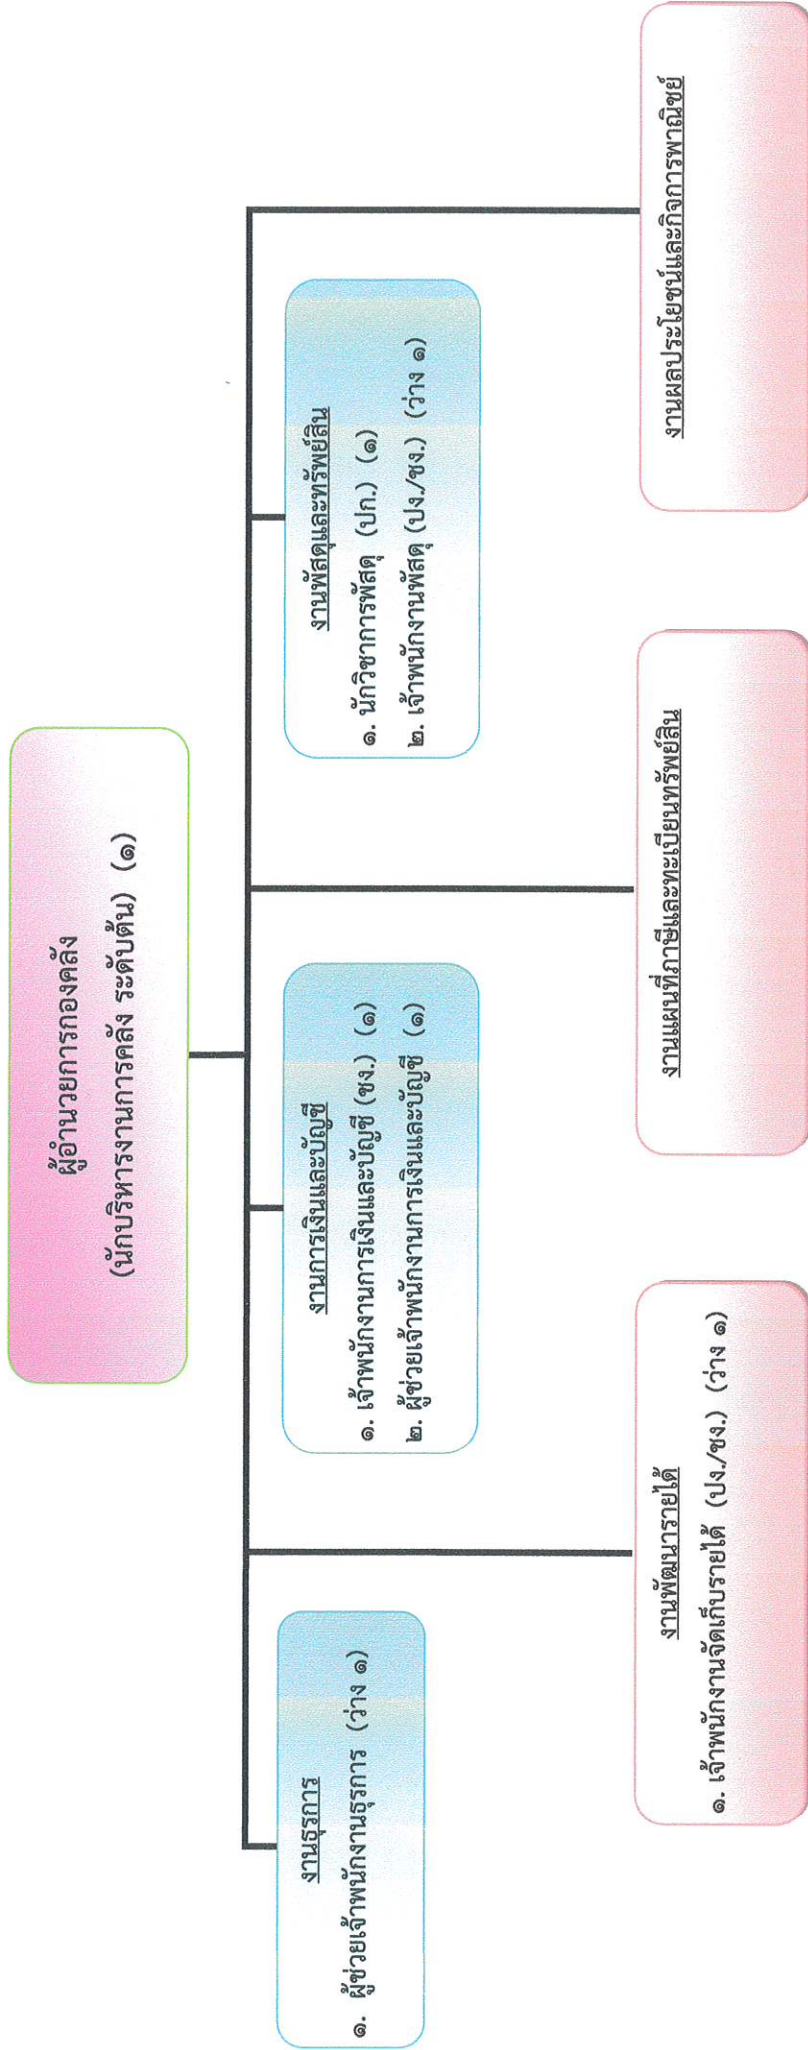 ผู้อำนวยการกองคลัง
(นักบริหารงานการคลัง ระดับต้น) (๑)
งานธุรการ
๑. ผู้ช่วยเจ้าพนักงานธุรการ (ว่าง ๑)
งานการเงินและบัญชี
๑. เจ้าพนักงานการเงินและบัญชี (ชง.) (๑)
๒. ผู้ช่วยเจ้าพนักงานการเงินและบัญชี (๑)
งานพัสดุและทรัพย์สิน
๑. นักวิชาการพัสดุ (ปก.) (๑)
๒. เจ้าพนักงานพัสดุ (ปง./ชง.) (ว่าง ๑)
งานพัฒนารายได้
๑. เจ้าพนักงานจัดเก็บรายได้ (ปง./ชง.) (ว่าง ๑)
งานแผนที่ภาษีและทะเบียนทรัพย์สิน
งานผลประโยชน์และกิจการพาณิชย์